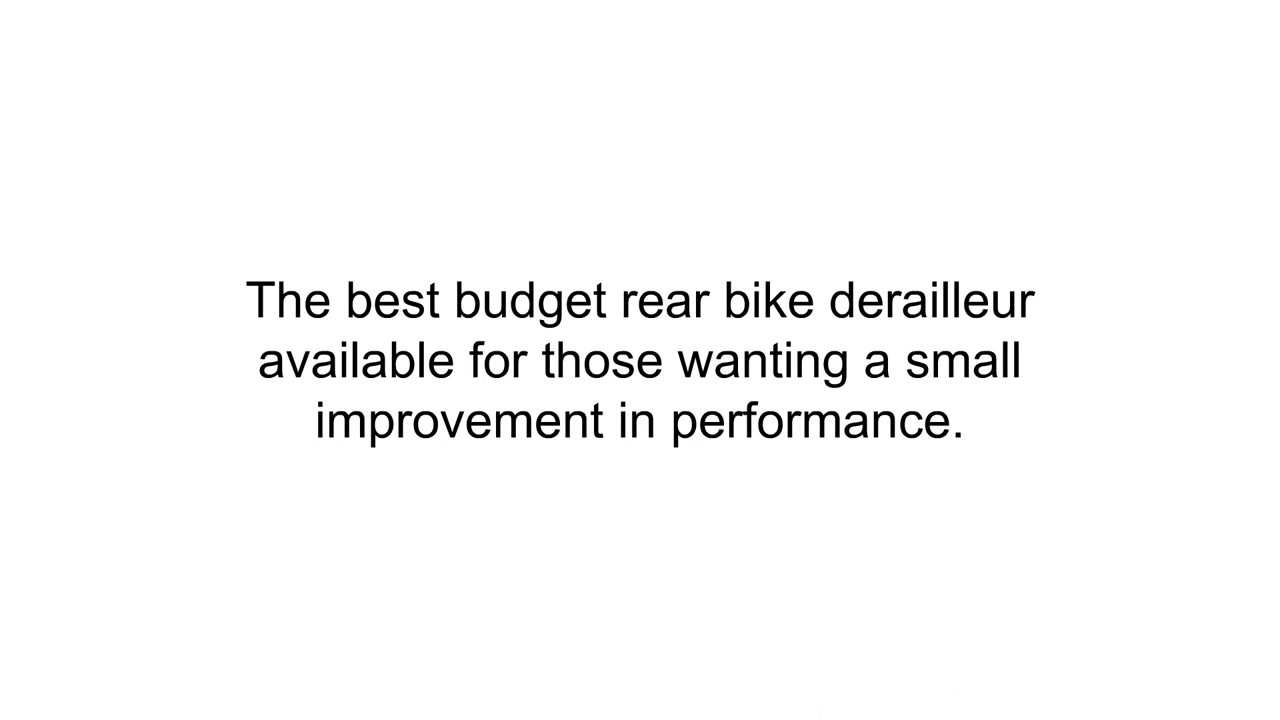 The best budget rear bike derailleur
available for those wanting a small
improvement in performance.